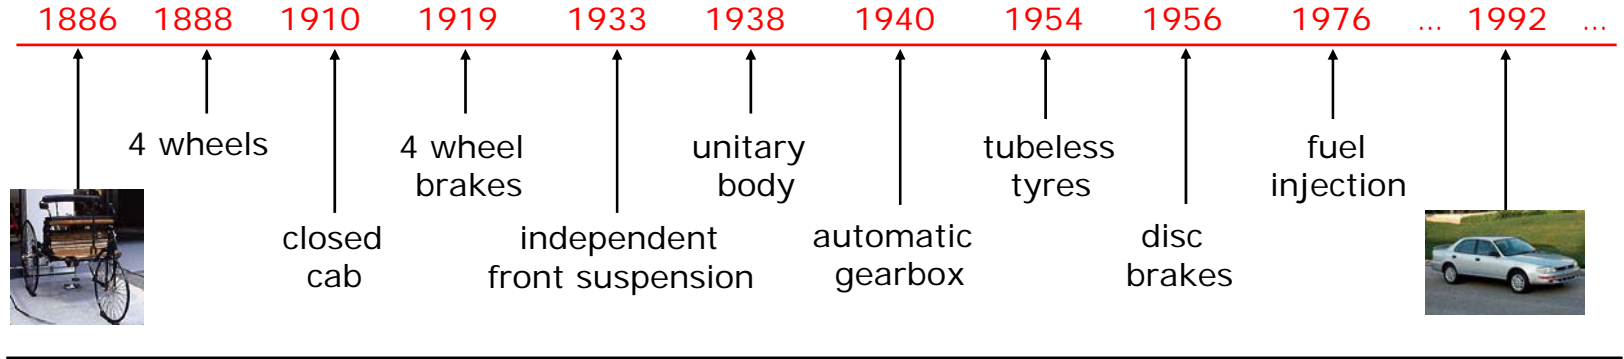 1886 1888 1910 1919 1933 1938 1940 1954 1956 1976 ... 1992 ...
4 wheels 4 wheel unitary tubeless fuel
brakes body tyres injection
closed independent automatic disc
cab front suspension gearbox brakes